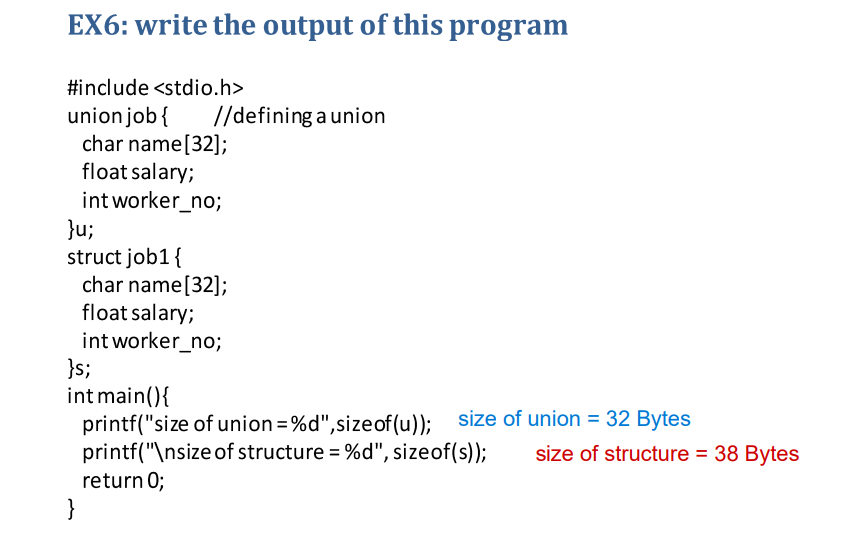 EX6: write the output of this program
#include <stdio.h>
union job { //defining a union
char name[32];
float salary;
int worker_no;
}u;
struct job1 {
char name[32];
float salary;
int worker_no;
}s;
int main(){
printf("size of union = %d",sizeof(u)); size of union = 32 Bytes
printf("\nsize of structure = %d", sizeof(s)); size of structure = 38 Bytes
return 0;
}